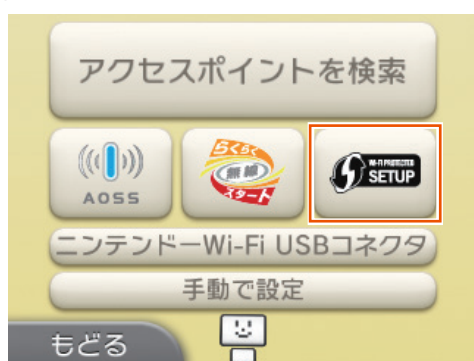 アクセスポイントを検索
AOSS
らくらく
無線
スタート
Wi-Fi PROTECTED
SETUP
ニンテンドーWi-Fi USBコネクタ
手動で設定
もどる